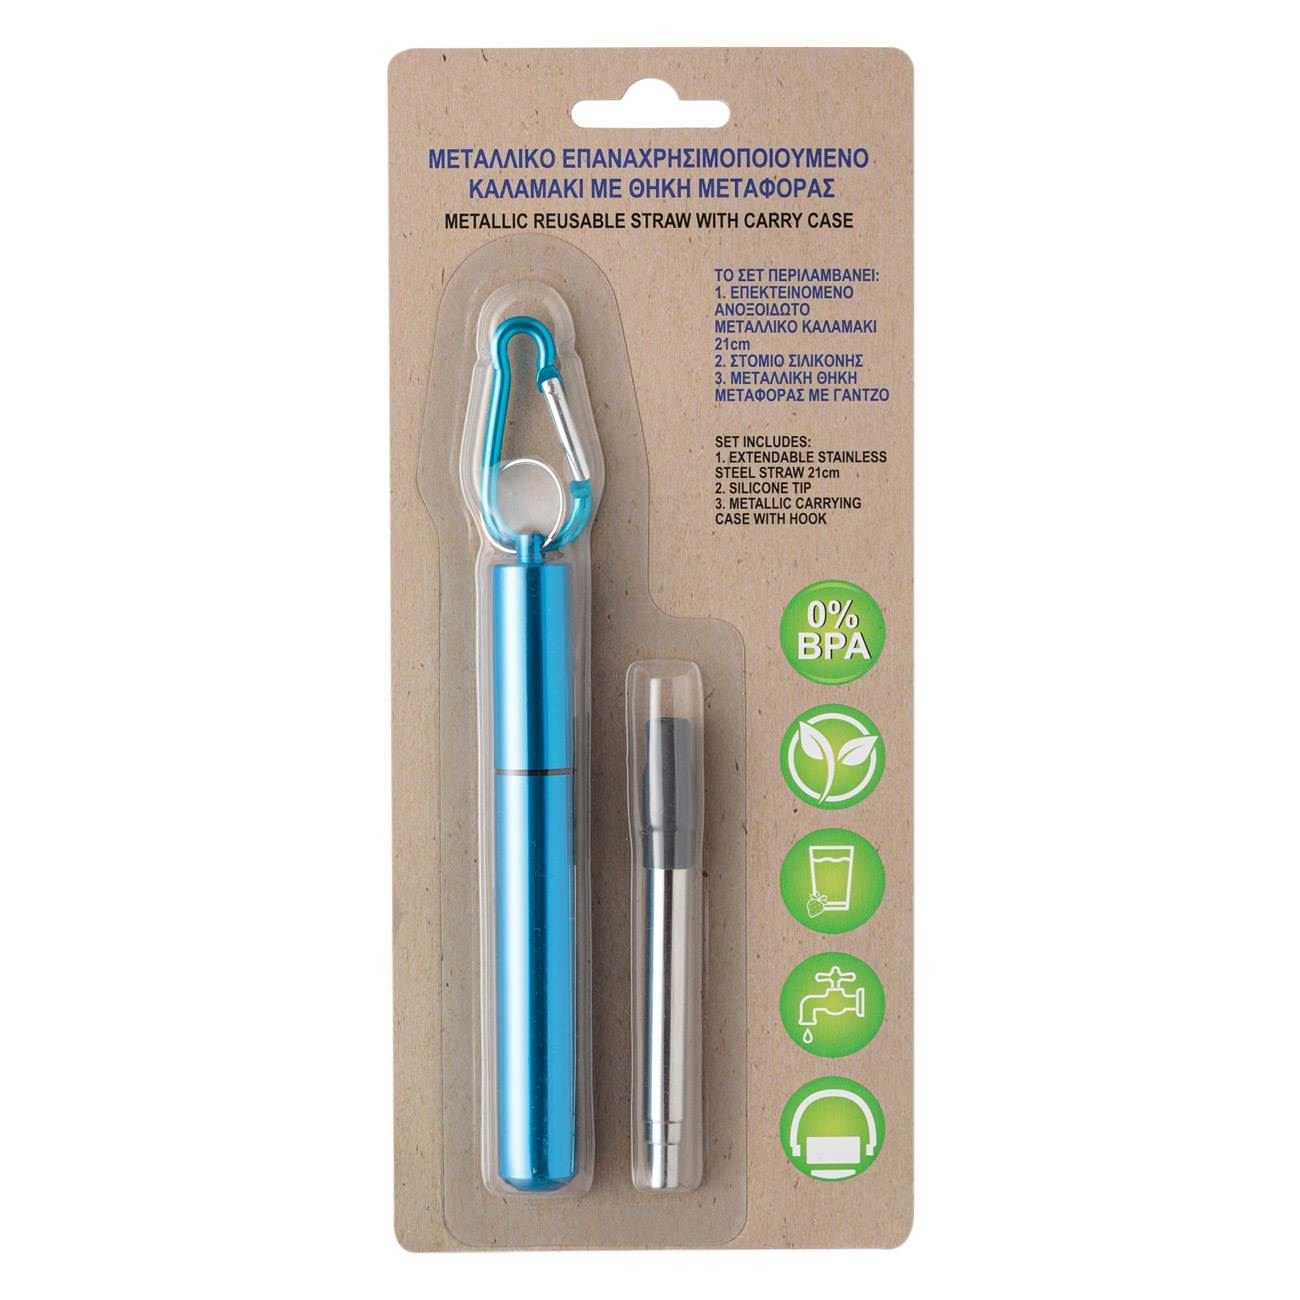 ΜΕΤΑΛΛΙΚΟ ΕΠΑΝΑΧΡΗΣΙΜΟΠΟΙΟΥΜΕΝΟ
ΚΑΛΑΜΑΚΙ ΜΕ ΘΗΚΗ ΜΕΤΑΦΟΡΑΣ
METALLIC REUSABLE STRAW WITH CARRY CASE
ΤΟ ΣΕΤ ΠΕΡΙΛΑΜΒΑΝΕΙ:
1. ΕΠΕΚΤΕΙΝΟΜΕΝΟ
ΑΝΟΞΟΙΔΩΤΟ
ΜΕΤΑΛΛΙΚΟ ΚΑΛΑΜΑΚΙ
21cm
2. ΣΤΟΜΙΟ ΣΙΛΙΚΟΝΗΣ
3. ΜΕΤΑΛΛΙΚΗ ΘΗΚΗ
ΜΕΤΑΦΟΡΑΣ ΜΕ ΓΑΝΤΖΟ
SET INCLUDES:
1. EXTENDABLE STAINLESS
STEEL STRAW 21cm
2. SILICONE TIP
3. METALLIC CARRYING
CASE WITH HOOK
0%
BPA